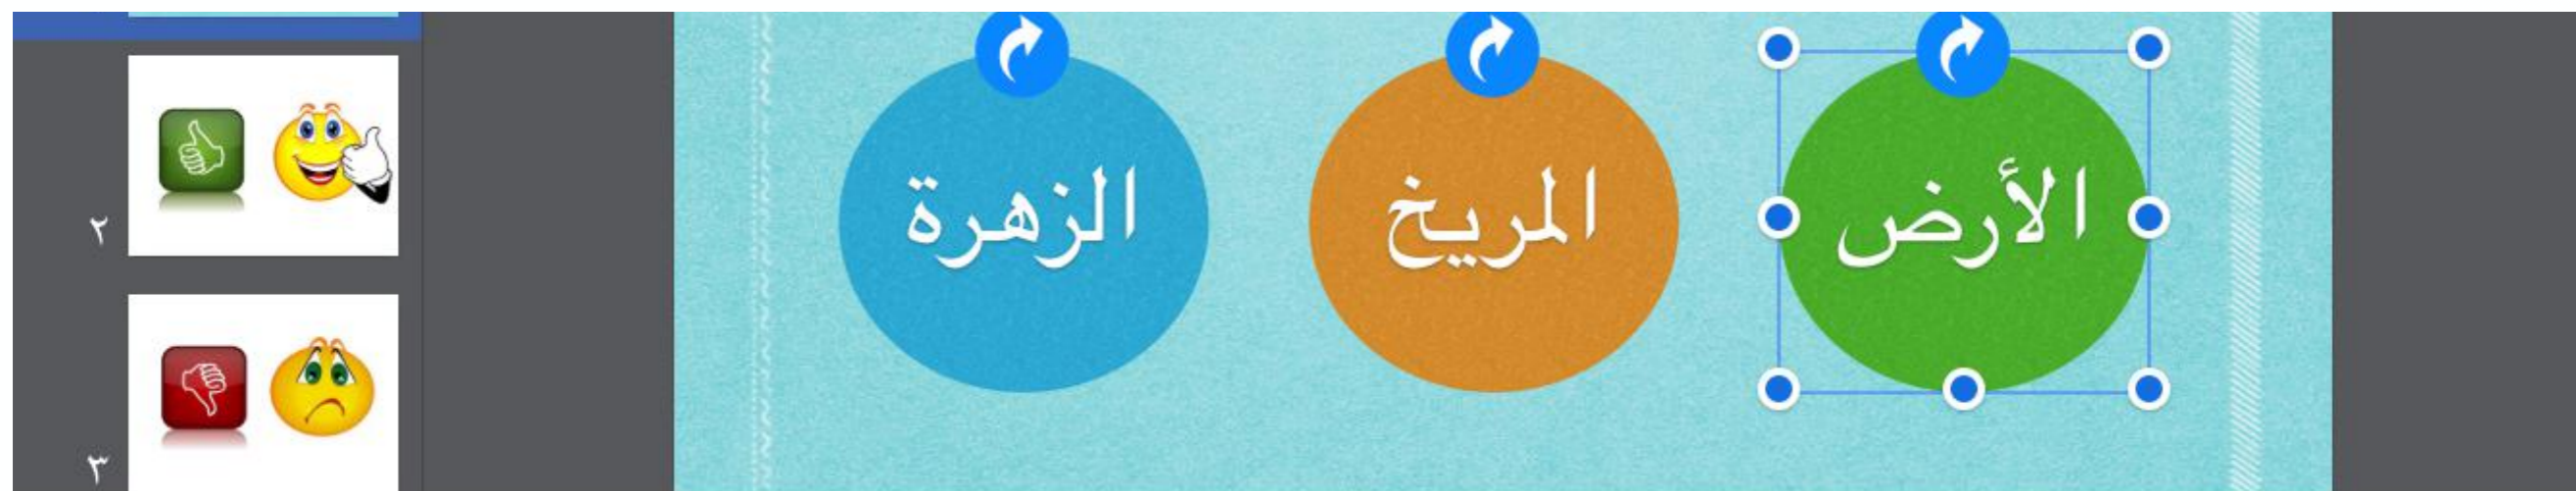 الأرض
المريخ
الزهرة
٢
٣